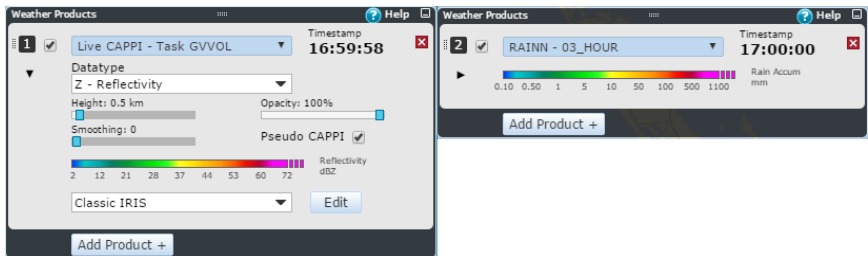 Weather Products
Help
1
Live CAPPI - Task GVVOL
Timestamp
16:59:58
Datatype
Z - Reflectivity
Height: 0.5 km
Opacity: 100%
Smoothing: 0
Pseudo CAPPI
Reflectivity
dBZ
2 12 21 28 37 44 53 60 72
Classic IRIS
Edit
Add Product +
Weather Products
Help
2
RAINN - 03_HOUR
Timestamp
17:00:00
Rain Accum
mm
0.10 0.50 1 5 10 50 100 500 1100
Add Product +